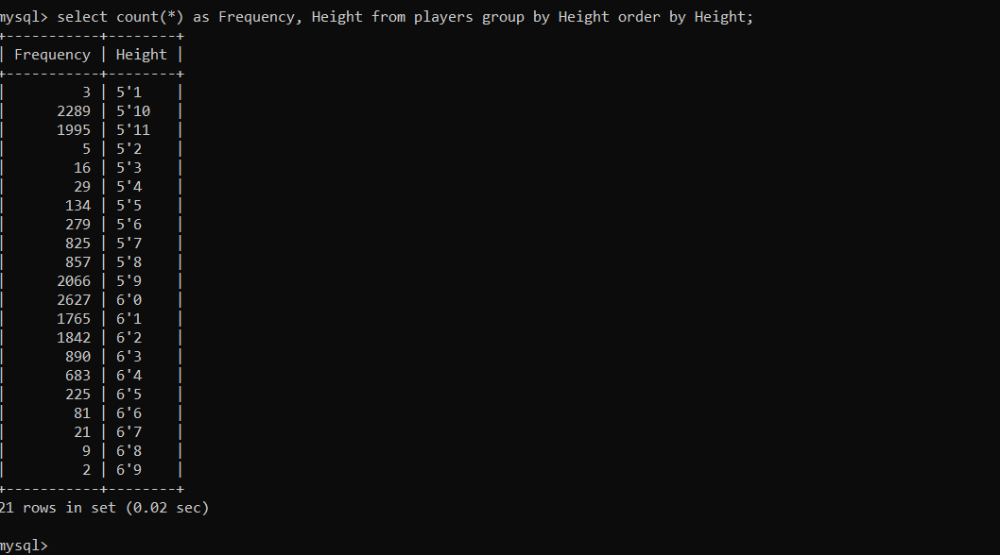 mysql> select count(*) as Frequency, Height from players group by Height order by Height;
+-----------+--------+
| Frequency | Height |
+-----------+--------+
|         3 | 5'1    |
|      2289 | 5'10   |
|      1995 | 5'11   |
|         5 | 5'2    |
|        16 | 5'3    |
|        29 | 5'4    |
|       134 | 5'5    |
|       279 | 5'6    |
|       825 | 5'7    |
|       857 | 5'8    |
|      2066 | 5'9    |
|      2627 | 6'0    |
|      1765 | 6'1    |
|      1842 | 6'2    |
|       890 | 6'3    |
|       683 | 6'4    |
|       225 | 6'5    |
|        81 | 6'6    |
|        21 | 6'7    |
|         9 | 6'8    |
|         2 | 6'9    |
+-----------+--------+
21 rows in set (0.02 sec)
mysql>